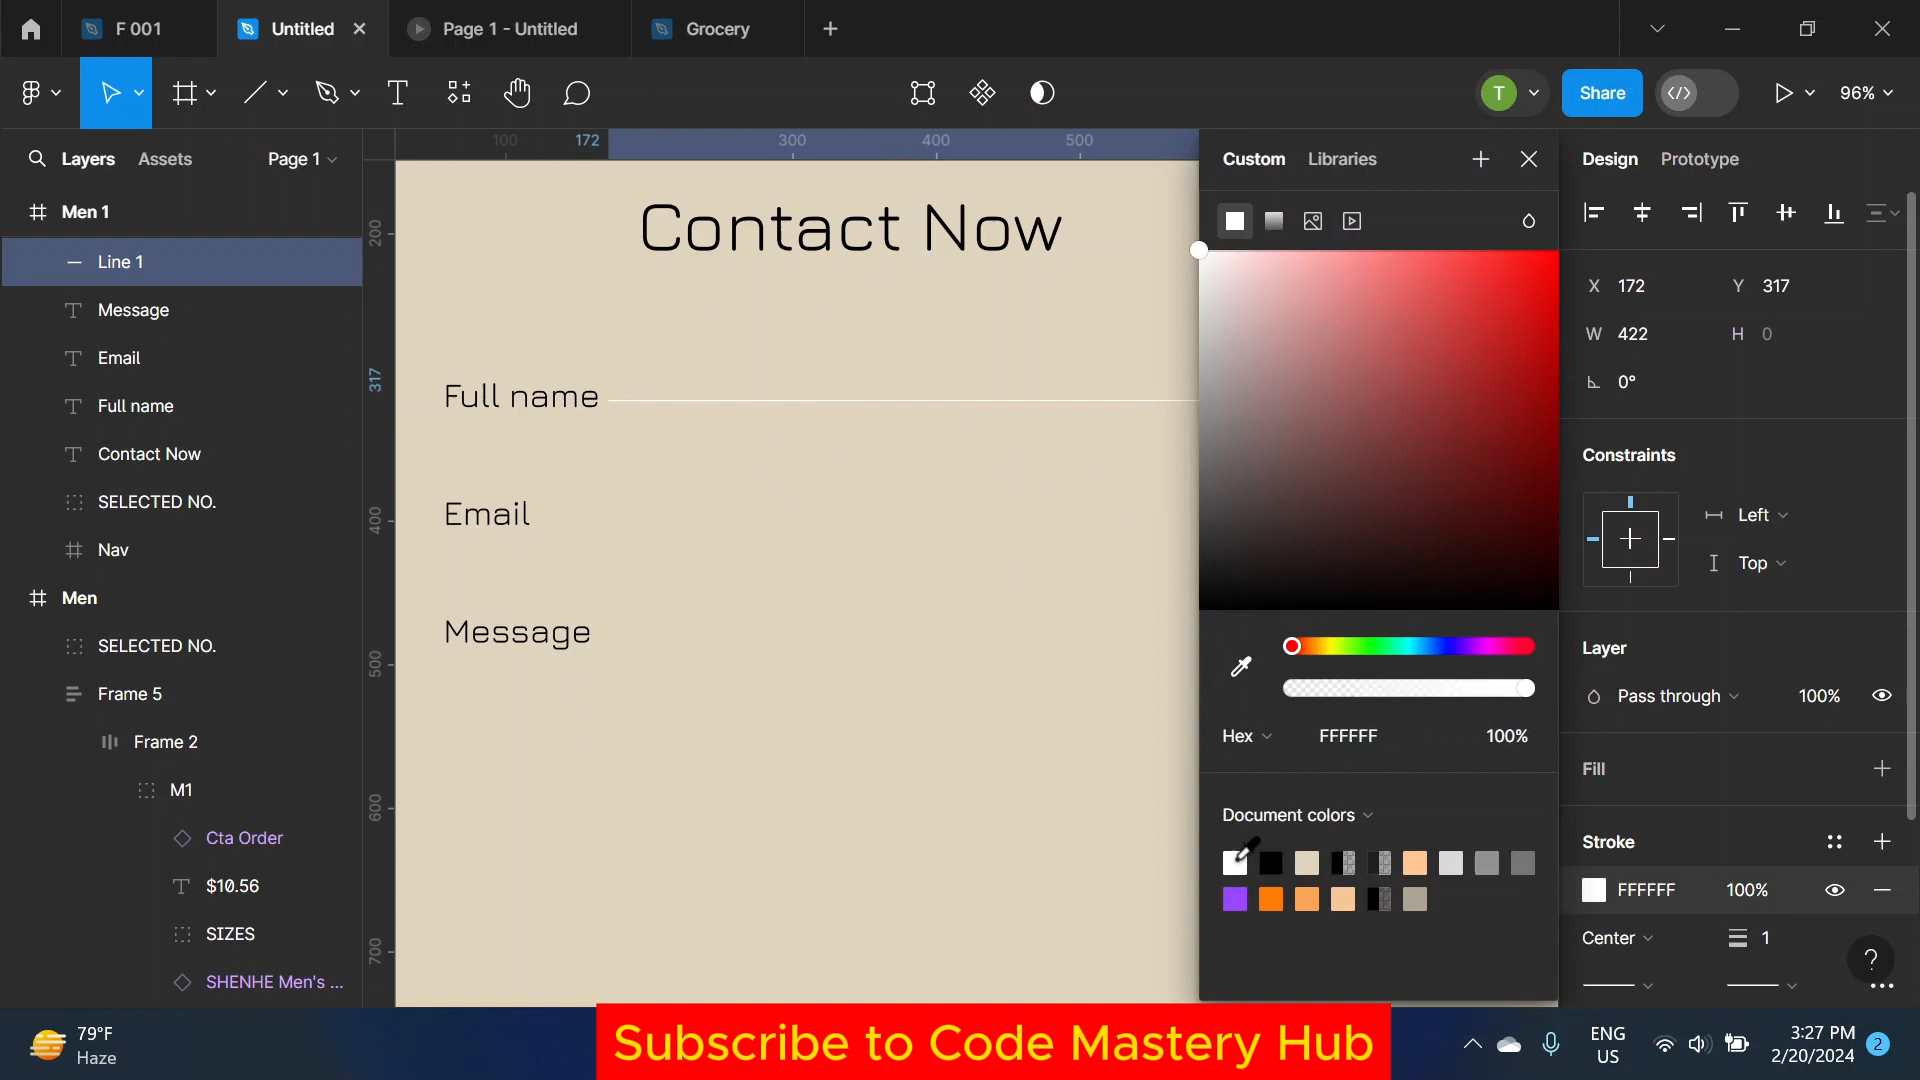 F 001
Untitled
Page 1 - Untitled
Grocery
T
Share
96%
Layers
Assets
Page 1
100
172
300
400
500
Custom
Libraries
Design
Prototype
Men 1
Line 1
Message
Email
Full name
Contact Now
SELECTED NO.
Nav
Men
SELECTED NO.
Frame 5
Frame 2
M1
Cta Order
$10.56
SIZES
SHENHE Men's ...
200
317
400
500
600
700
Contact Now
Full name
Email
Message
Hex
FFFFFF
100%
Document colors
X 172
Y 317
W 422
H 0
0°
Constraints
Left
Top
Layer
Pass through
100%
Fill
Stroke
FFFFFF
100%
Center
1
?
79°F
Haze
Subscribe to Code Mastery Hub
ENG
US
3:27 PM
2/20/2024
2